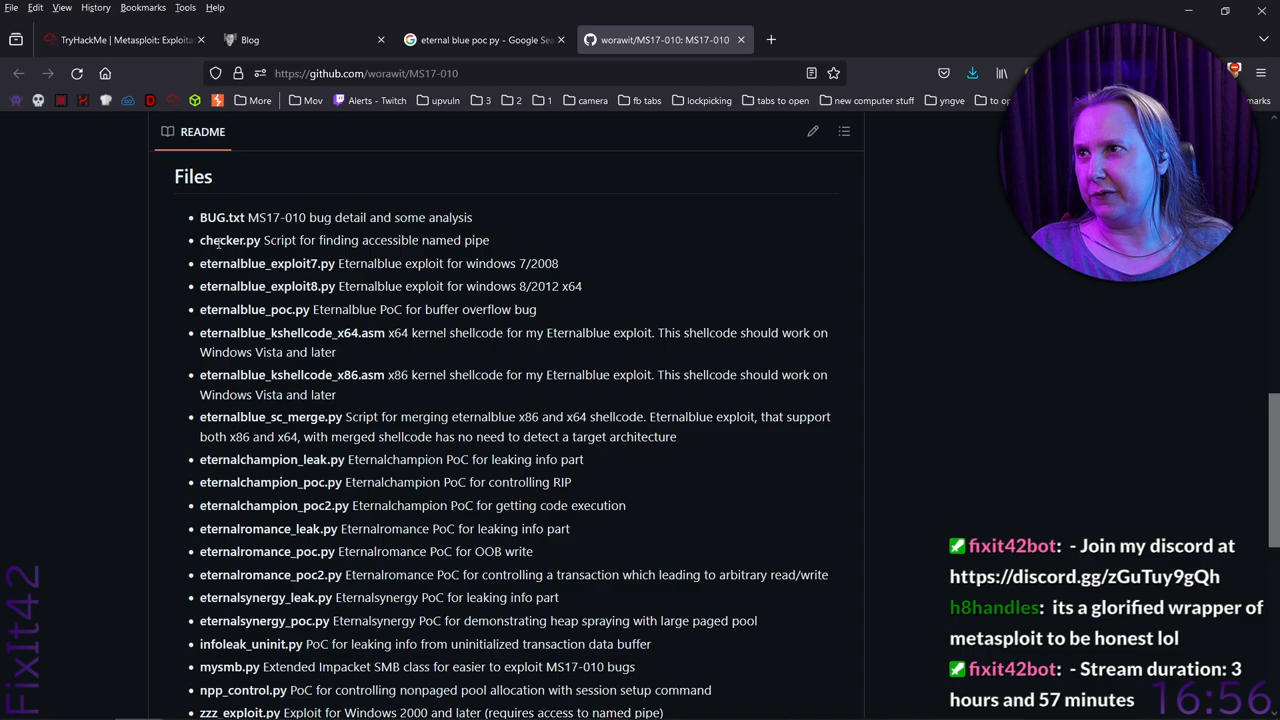 File Edit View History Bookmarks Tools Help
TryHackMe | Metasploit: Exploita
Blog
eternal blue poc py - Google Sea
worawit/MS17-010: MS17-010
https://github.com/worawit/MS17-010
More
Mov
Alerts - Twitch
upvuln
3
2
1
camera
fb tabs
lockpicking
tabs to open
new computer stuff
yngve
to o
marks
README
Files
BUG.txt MS17-010 bug detail and some analysis
checker.py Script for finding accessible named pipe
eternalblue_exploit7.py Eternalblue exploit for windows 7/2008
eternalblue_exploit8.py Eternalblue exploit for windows 8/2012 x64
eternalblue_poc.py Eternalblue PoC for buffer overflow bug
eternalblue_kshellcode_x64.asm x64 kernel shellcode for my Eternalblue exploit. This shellcode should work on
Windows Vista and later
eternalblue_kshellcode_x86.asm x86 kernel shellcode for my Eternalblue exploit. This shellcode should work on
Windows Vista and later
eternalblue_sc_merge.py Script for merging eternalblue x86 and x64 shellcode. Eternalblue exploit, that support
both x86 and x64, with merged shellcode has no need to detect a target architecture
eternalchampion_leak.py Eternalchampion PoC for leaking info part
eternalchampion_poc.py Eternalchampion PoC for controlling RIP
eternalchampion_poc2.py Eternalchampion PoC for getting code execution
eternalromance_leak.py Eternalromance PoC for leaking info part
eternalromance_poc.py Eternalromance PoC for OOB write
eternalromance_poc2.py Eternalromance PoC for controlling a transaction which leading to arbitrary read/write
eternalsynergy_leak.py Eternalsynergy PoC for leaking info part
eternalsynergy_poc.py Eternalsynergy PoC for demonstrating heap spraying with large paged pool
infoleak_uninit.py PoC for leaking info from uninitialized transaction data buffer
mysmb.py Extended Impacket SMB class for easier to exploit MS17-010 bugs
npp_control.py PoC for controlling nonpaged pool allocation with session setup command
zzz_exploit.py Exploit for Windows 2000 and later (requires access to named pipe)
fixit42bot: - Join my discord at
https://discord.gg/zGuTuy9gQh
h8handles: its a glorified wrapper of
metasploit to be honest lol
fixit42bot: - Stream duration: 3
hours and 57 minutes
16:56
FixIt42